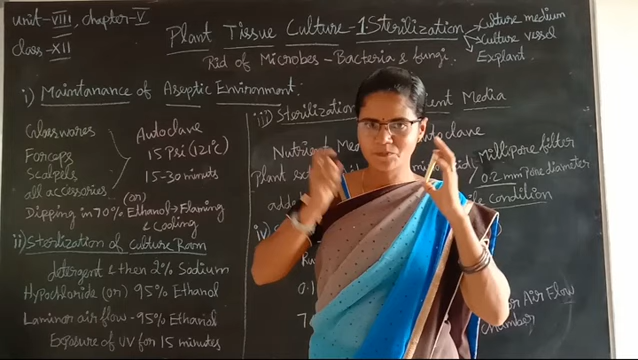 unit-VIII, chapter-V
class-XII
Plant Tissue Culture-1.Sterilization
Culture medium
Culture vessel
Explant
Rid of Microbes-Bacteria & fungi.
i) Maintanance of Aseptic Environment.
Glasswares
Forceps
Scalpels
all accessories
Autoclave
15 Psi (121°C)
15-30 minuts
(or)
Dipping in 70% Ethanol→Flaming
& Cooling
ii) Sterilization of Culture Room
detergent & then 2% Sodium
Hypochloride (or) 95% Ethanol
Laminar air flow - 95% Ethanol
Exposure of UV for 15 minutes
iii) Sterilization Media
Nutrient
Plant
Millipore filter
0.2 mm pore diameter
Condition
iv)
0.1
Air Flow
Chamber